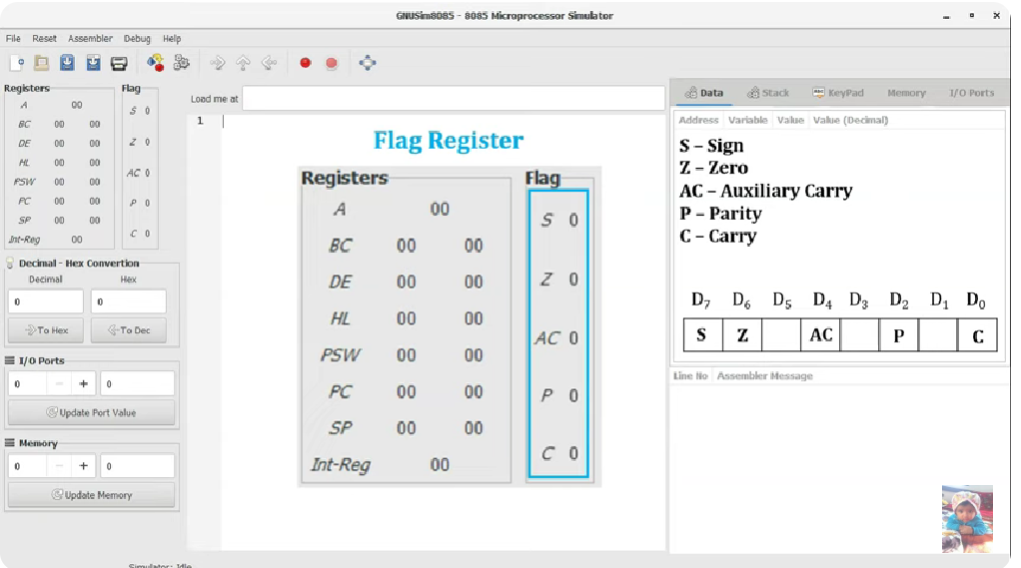 GNUSim8085 - 8085 Microprocessor Simulator
File Reset Assembler Debug Help
Registers
A 00
BC 00 00
DE 00 00
HL 00 00
PSW 00 00
PC 00 00
SP 00 00
Int-Reg 00
Flag
S 0
Z 0
AC 0
P 0
C 0
Decimal - Hex Convertion
Decimal Hex
0 0
To Hex To Dec
I/O Ports
0 - + 0
Update Port Value
Memory
0 - + 0
Update Memory
Load me at
1
Flag Register
Registers
A 00
BC 00 00
DE 00 00
HL 00 00
PSW 00 00
PC 00 00
SP 00 00
Int-Reg 00
Flag
S 0
Z 0
AC 0
P 0
C 0
Data Stack KeyPad Memory I/O Ports
Address Variable Value Value (Decimal)
S – Sign
Z – Zero
AC – Auxiliary Carry
P – Parity
C – Carry
D7 D6 D5 D4 D3 D2 D1 D0
S Z AC P C
Line No Assembler Message
Simulator: Idle